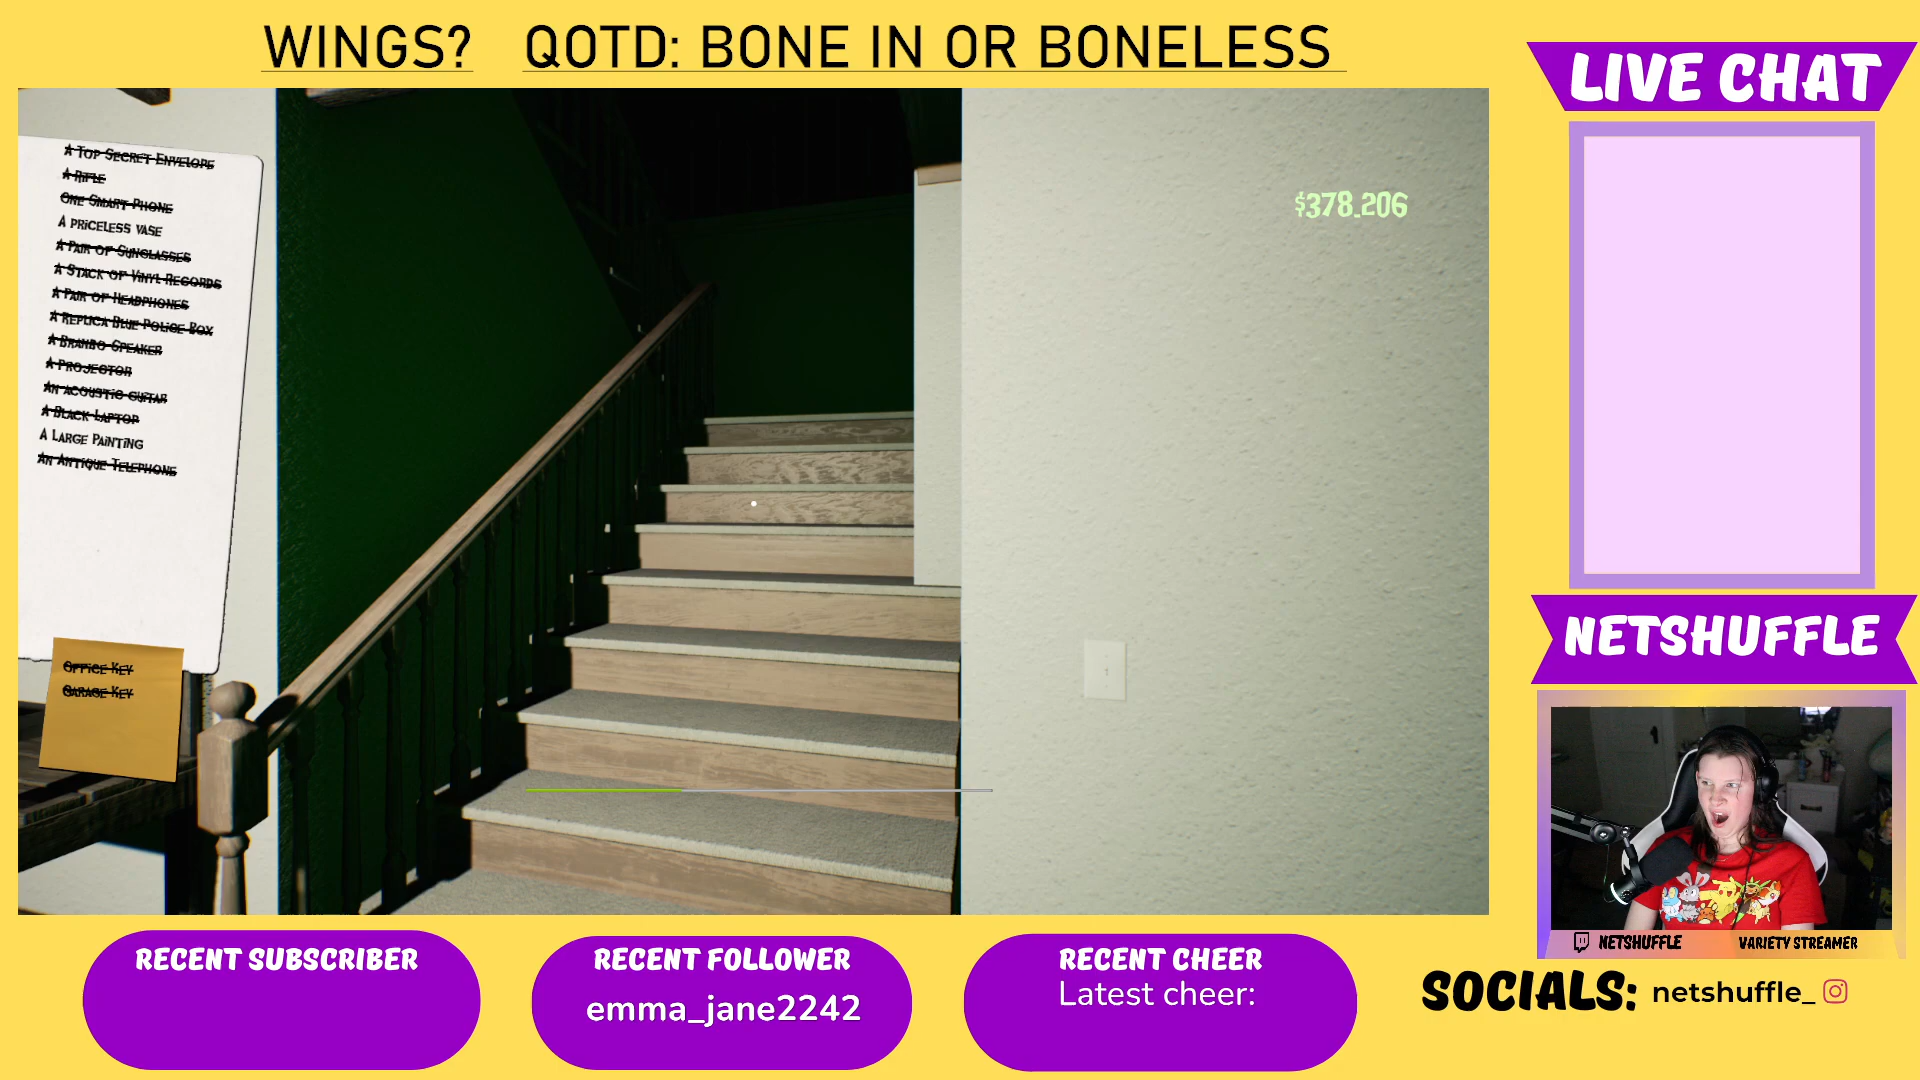 WINGS? QOTD: BONE IN OR BONELESS
LIVE CHAT
A TOP SECRET ENVELOPE
A RIFLE
ONE SMART PHONE
A PRICELESS VASE
A PAIR OF SUNGLASSES
A STACK OF VINYL RECORDS
A PAIR OF HEADPHONES
A REPLICA BLUE POLICE BOX
A BRANBO SPEAKER
A PROJECTOR
AN ACOUSTIC GUITAR
A BLACK LAPTOP
A LARGE PAINTING
AN ANTIQUE TELEPHONE
OFFICE KEY
GARAGE KEY
$378.206
NETSHUFFLE
NETSHUFFLE VARIETY STREAMER
RECENT SUBSCRIBER
RECENT FOLLOWER
emma_jane2242
RECENT CHEER
Latest cheer:
SOCIALS: netshuffle_